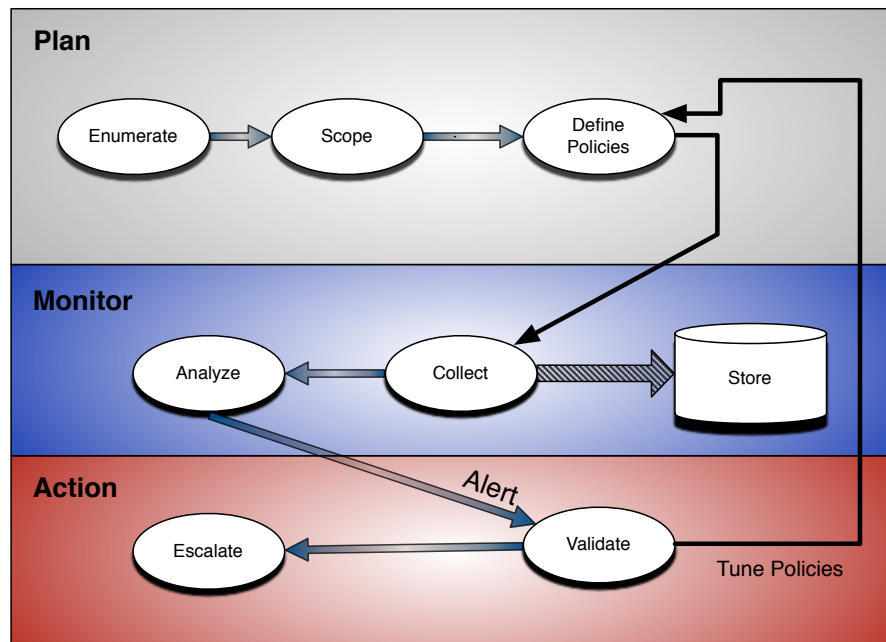 Plan
Enumerate
Scope
Define
Policies
Monitor
Analyze
Collect
Store
Action
Alert
Escalate
Validate
Tune Policies